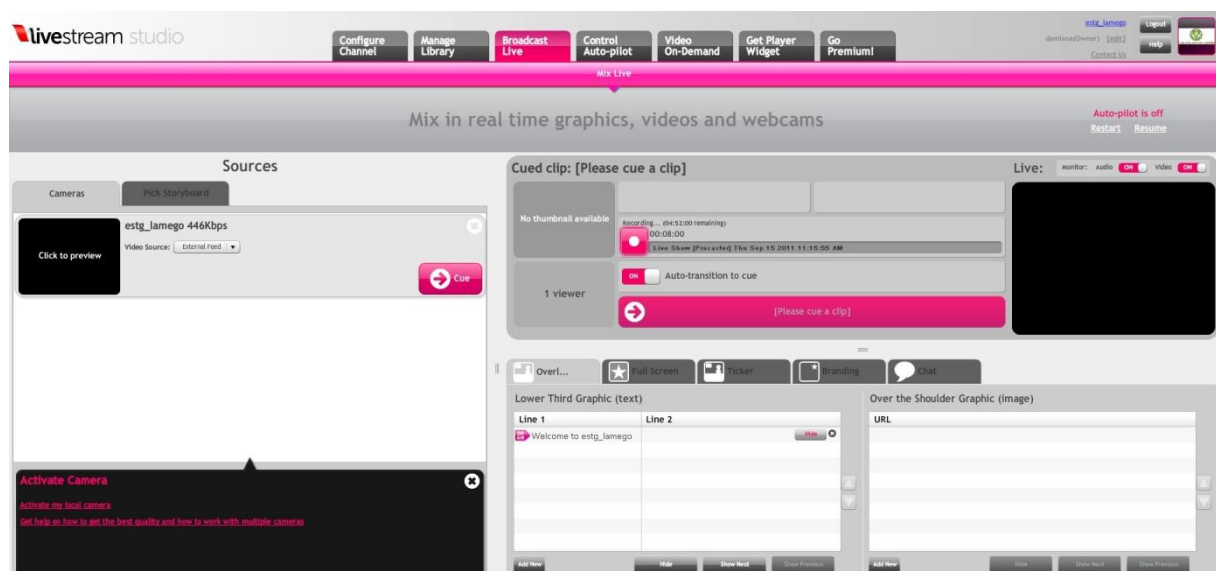 livestream studio
Configure Channel
Manage Library
Broadcast Live
Control Auto-pilot
Video On-Demand
Get Player Widget
Go Premium!
estg_lamego
damiana(Owner) [edit]
Contact Us
Logout
Help
Mix Live
Mix in real time graphics, videos and webcams
Auto-pilot is off
Restart Resume
Sources
Cameras
Pick Storyboard
Click to preview
estg_lamego 446Kbps
Video Source: External Feed
Cue
Activate Camera
Activate my local camera
Get help on how to get the best quality and how to work with multiple cameras
Cued clip: [Please cue a clip]
No thumbnail available
Recording... (04:52:00 remaining)
00:08:00
Live Show [Procaster] Thu Sep 15 2011 11:15:55 AM
1 viewer
ON Auto-transition to cue
[Please cue a clip]
Live:
Monitor: Audio ON Video ON
Overl...
Full Screen
Ticker
Branding
Chat
Lower Third Graphic (text)
Line 1 Line 2
Welcome to estg_lamego Hide
Add New Hide Show Next Show Previous
Over the Shoulder Graphic (image)
URL
Add New Hide Show Next Show Previous